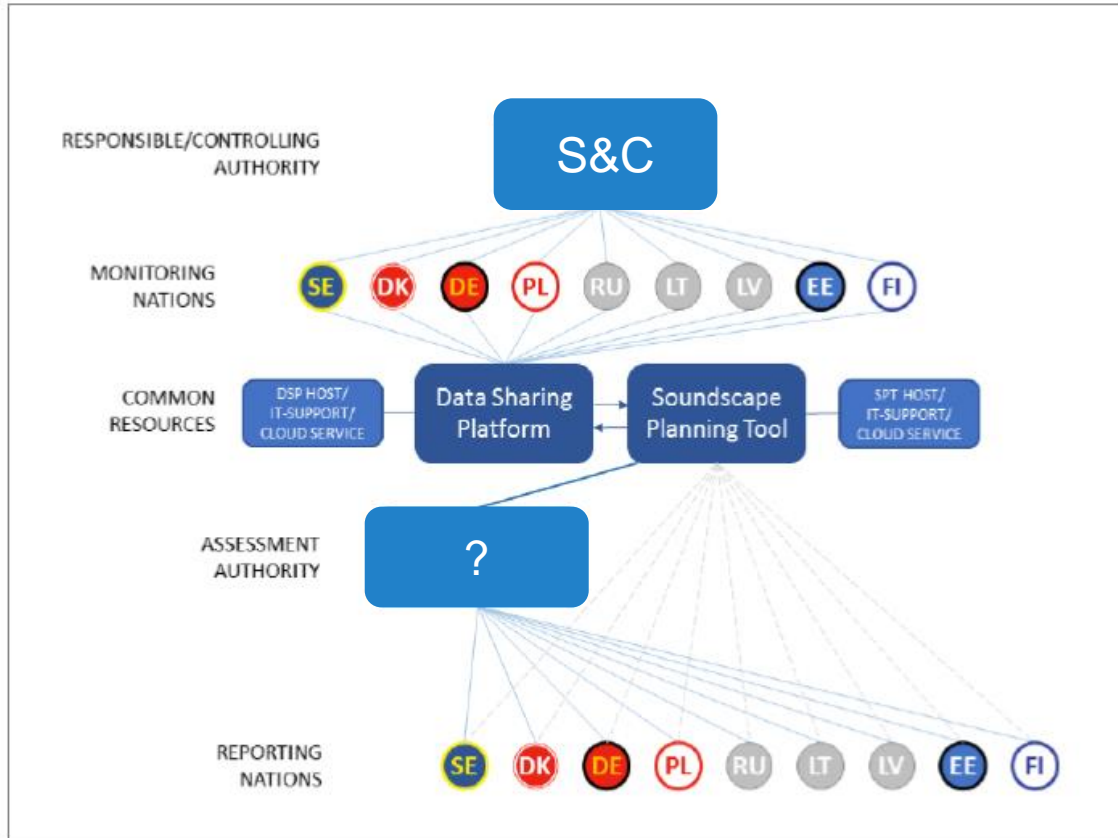 RESPONSIBLE/CONTROLLING
AUTHORITY
S&C
MONITORING
NATIONS
SE DK DE PL RU LT LV EE FI
COMMON
RESOURCES
DSP HOST/
IT-SUPPORT/
CLOUD SERVICE
Data Sharing
Platform
Soundscape
Planning Tool
SPT HOST/
IT-SUPPORT/
CLOUD SERVICE
ASSESSMENT
AUTHORITY
?
REPORTING
NATIONS
SE DK DE PL RU LT LV EE FI